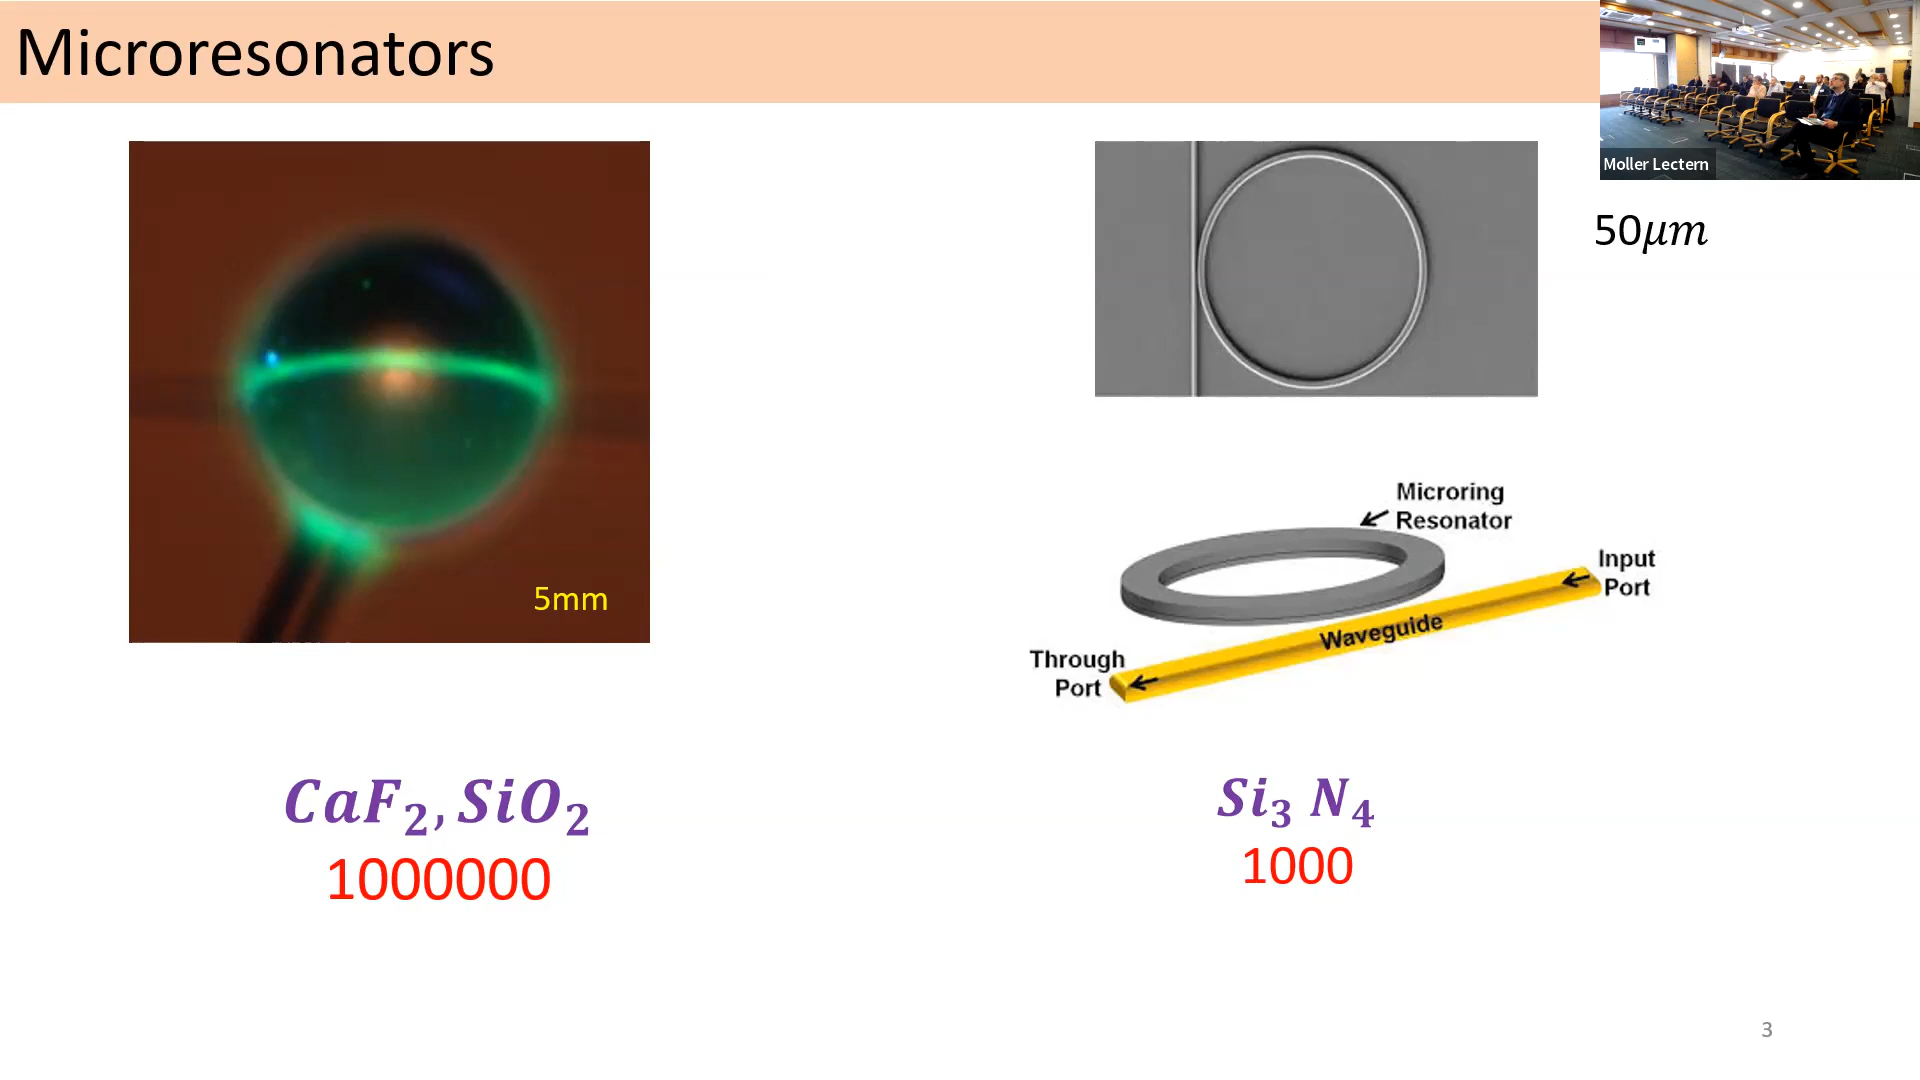 Microresonators
Moller Lectern
50μm
5mm
Microring
Resonator
Input
Port
Waveguide
Through
Port
CaF₂, SiO₂
1000000
Si₃ N₄
1000
3